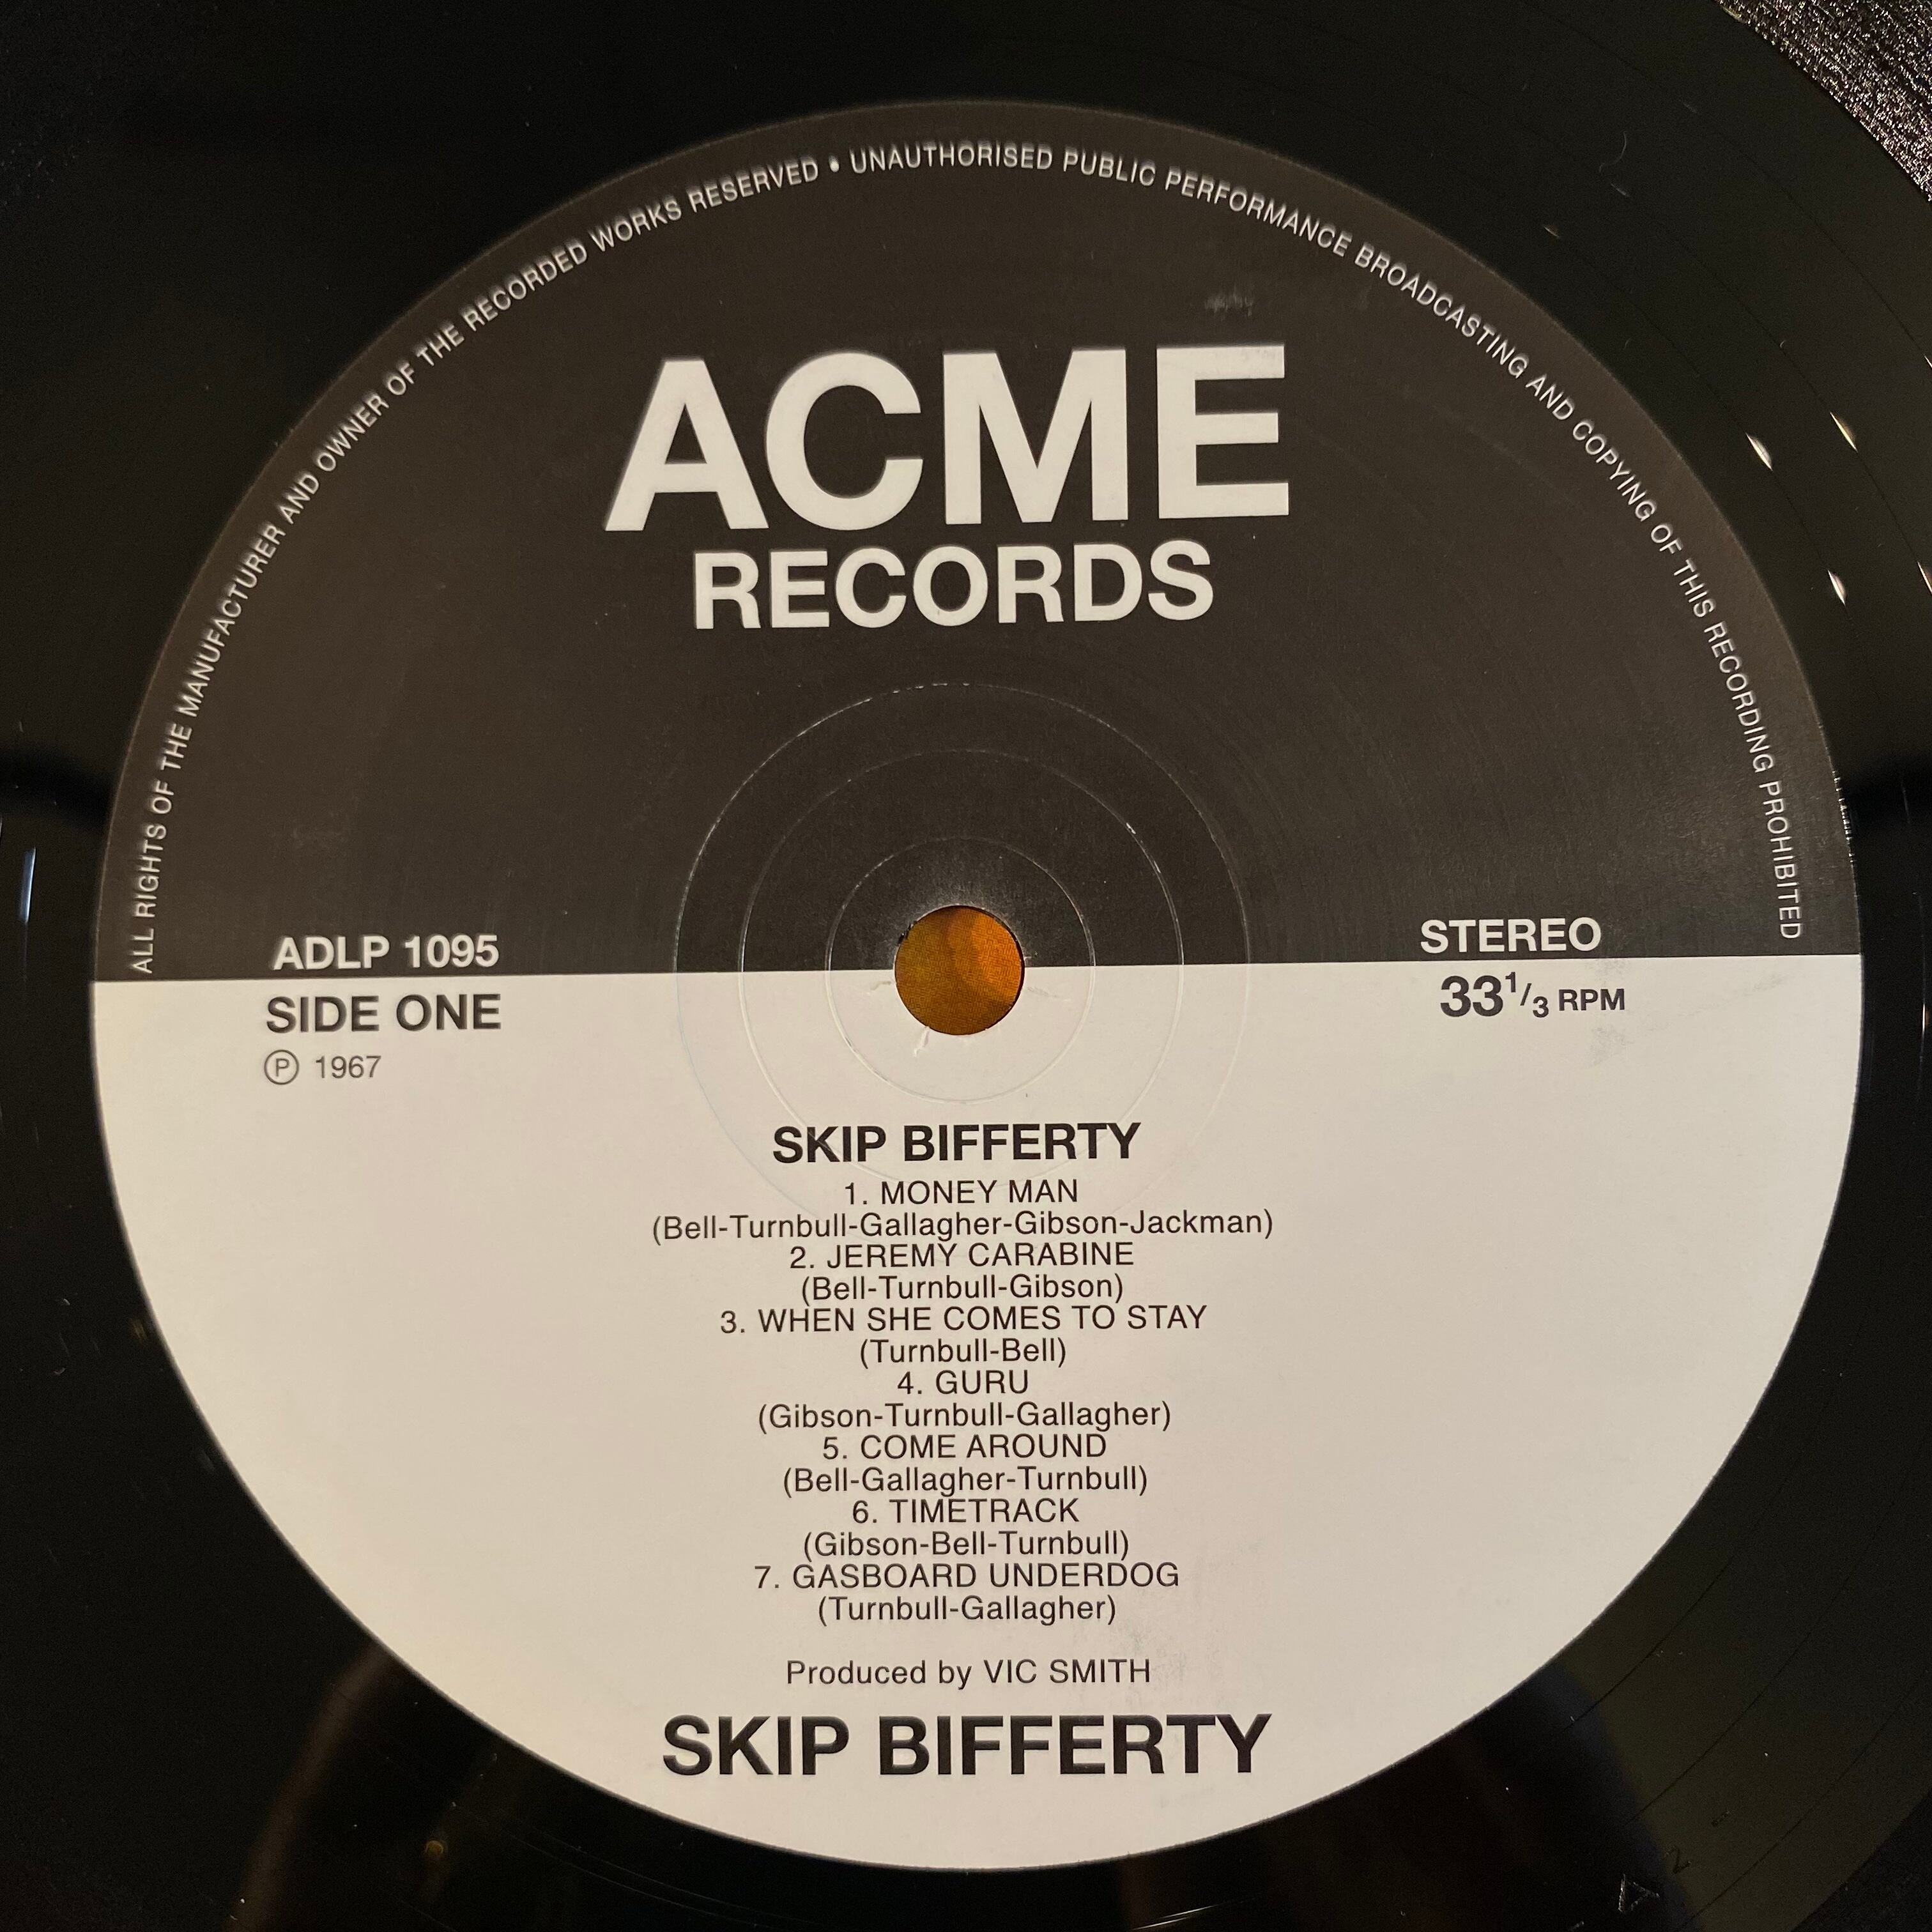 ALL RIGHTS OF THE MANUFACTURER AND OWNER OF THE RECORDED WORKS RESERVED • UNAUTHORISED PUBLIC PERFORMANCE BROADCASTING AND COPYING OF THIS RECORDING PROHIBITED
ACME
RECORDS
ADLP 1095
STEREO
SIDE ONE
33 1/3 RPM
℗ 1967
SKIP BIFFERTY
1. MONEY MAN
(Bell-Turnbull-Gallagher-Gibson-Jackman)
2. JEREMY CARABINE
(Bell-Turnbull-Gibson)
3. WHEN SHE COMES TO STAY
(Turnbull-Bell)
4. GURU
(Gibson-Turnbull-Gallagher)
5. COME AROUND
(Bell-Gallagher-Turnbull)
6. TIMETRACK
(Gibson-Bell-Turnbull)
7. GASBOARD UNDERDOG
(Turnbull-Gallagher)
Produced by VIC SMITH
SKIP BIFFERTY